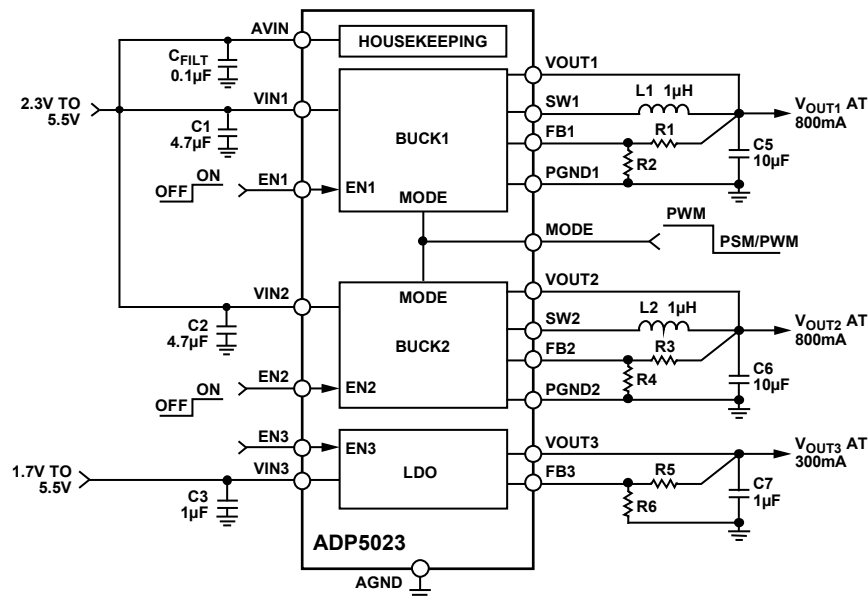 AVIN
HOUSEKEEPING
C_FILT
0.1µF
2.3V TO
5.5V
VIN1
C1
4.7µF
EN1
OFF
ON
EN1
BUCK1
MODE
VOUT1
SW1
L1 1µH
FB1
R1
R2
PGND1
C5
10µF
V_OUT1 AT
800mA
MODE
PWM
PSM/PWM
VIN2
C2
4.7µF
EN2
OFF
ON
MODE
BUCK2
EN2
VOUT2
SW2
L2 1µH
FB2
R3
R4
PGND2
C6
10µF
V_OUT2 AT
800mA
EN3
EN3
1.7V TO
5.5V
VIN3
C3
1µF
LDO
VOUT3
FB3
R5
R6
C7
1µF
V_OUT3 AT
300mA
ADP5023
AGND